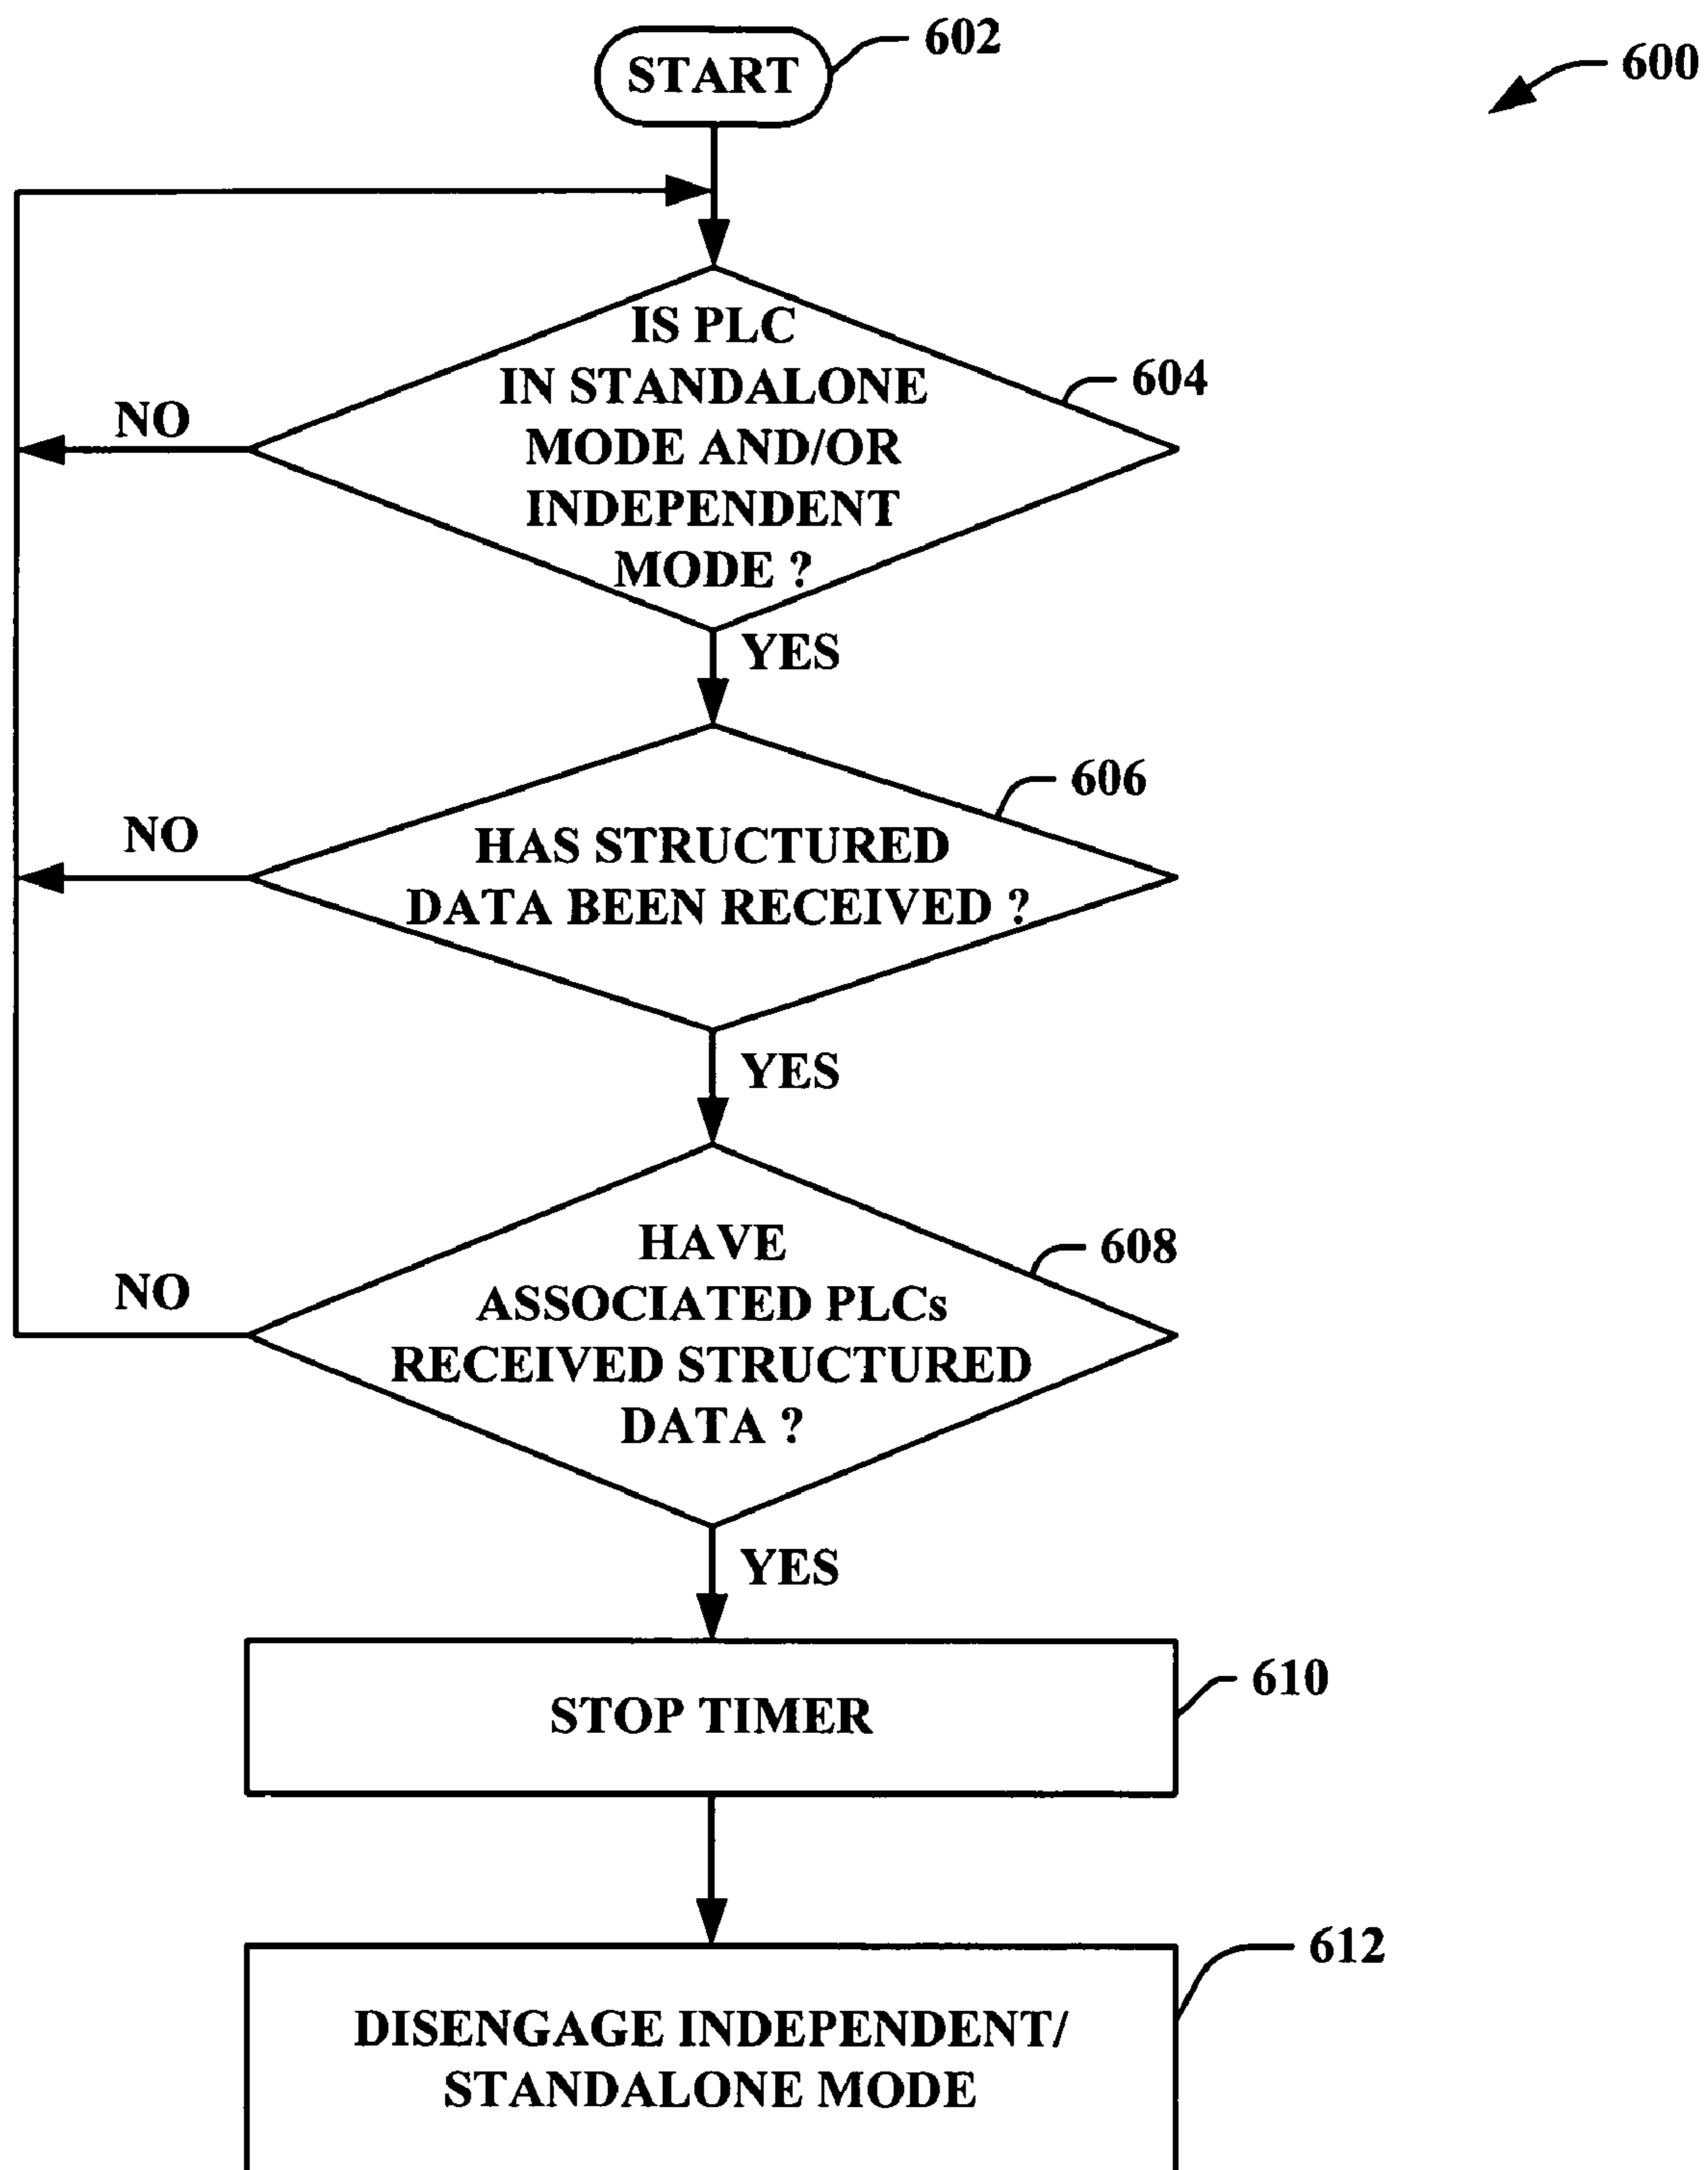 START
602
600
IS PLC
IN STANDALONE
MODE AND/OR
INDEPENDENT
MODE ?
604
NO
YES
HAS STRUCTURED
DATA BEEN RECEIVED ?
606
NO
YES
HAVE
ASSOCIATED PLCs
RECEIVED STRUCTURED
DATA ?
608
NO
YES
STOP TIMER
610
DISENGAGE INDEPENDENT/
STANDALONE MODE
612